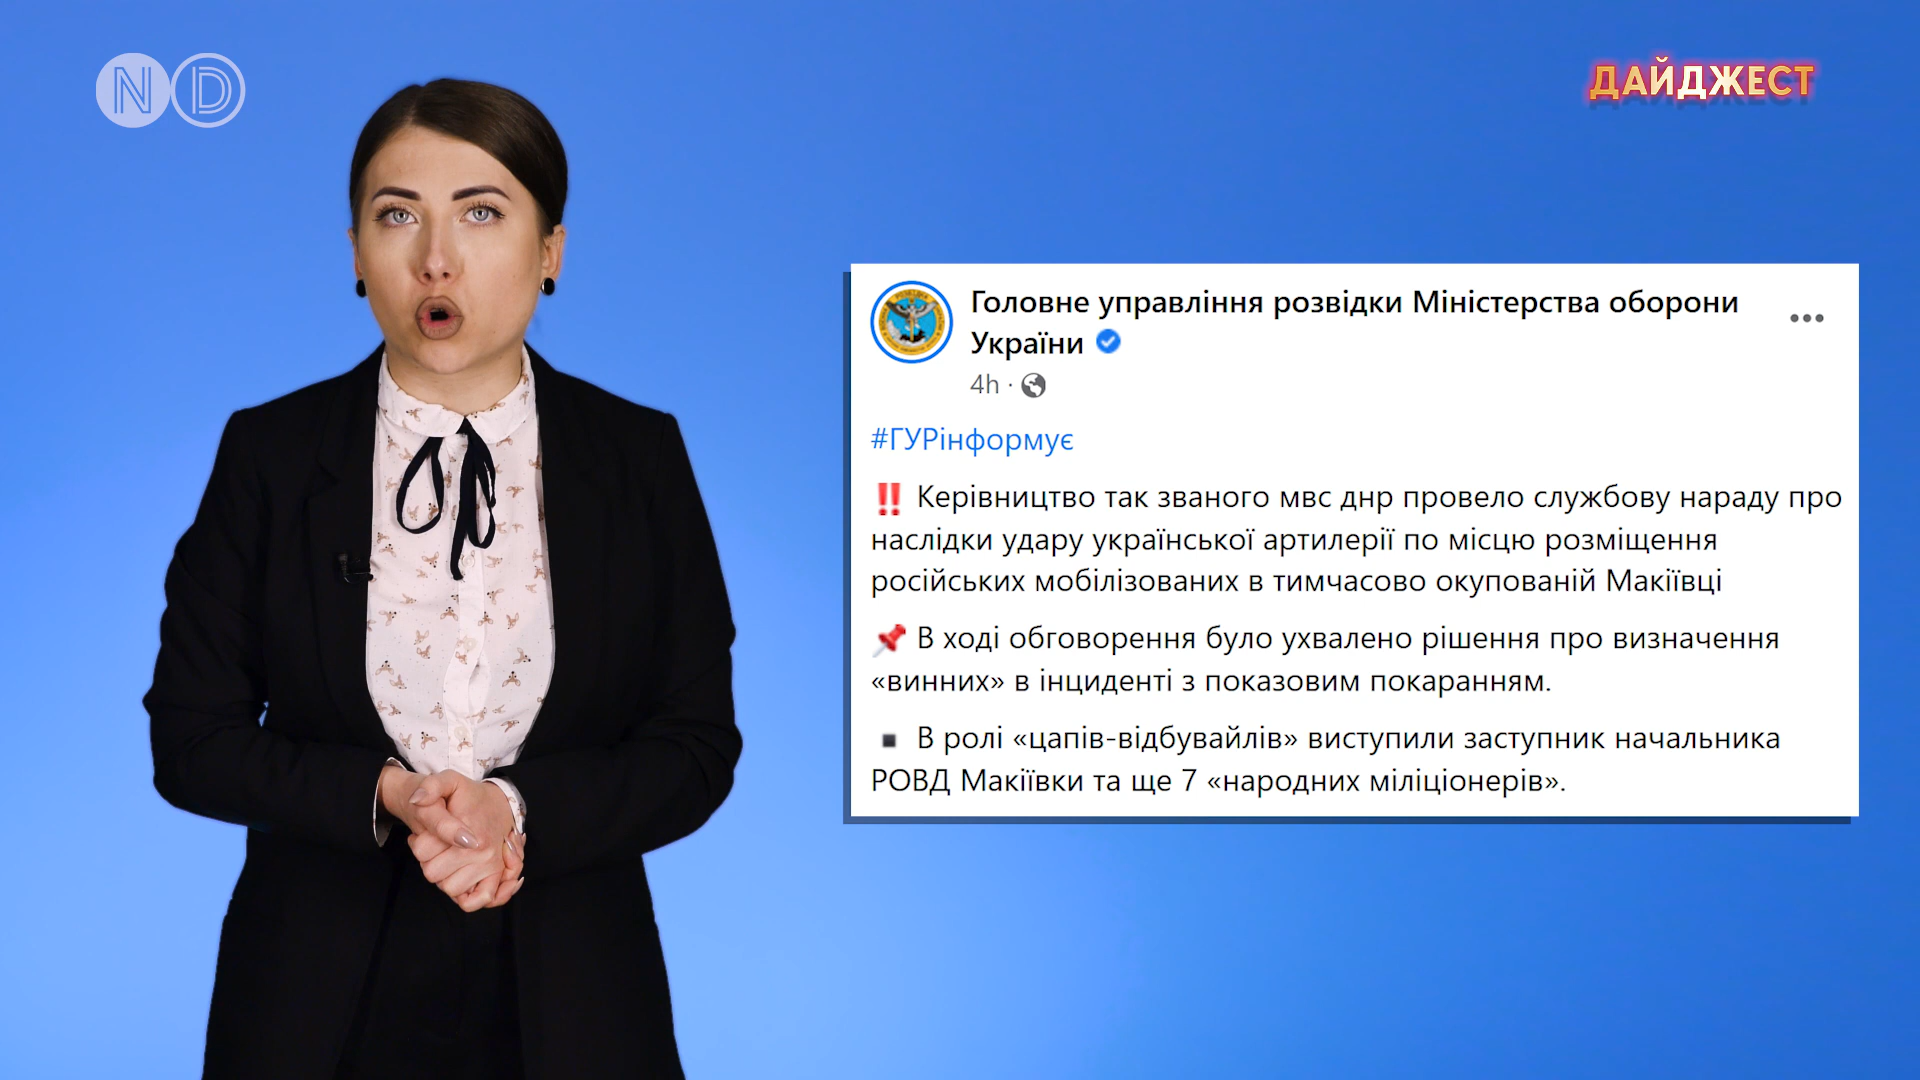 ND
ДАЙДЖЕСТ
Головне управління розвідки Міністерства оборони
України
4h ·
#ГУРінформує
‼️ Керівництво так званого мвс днр провело службову нараду про
наслідки удару української артилерії по місцю розміщення
російських мобілізованих в тимчасово окупованій Макіївці
📌 В ході обговорення було ухвалено рішення про визначення
«винних» в інциденті з показовим покаранням.
▪️ В ролі «цапів-відбувайлів» виступили заступник начальника
РОВД Макіївки та ще 7 «народних міліціонерів».